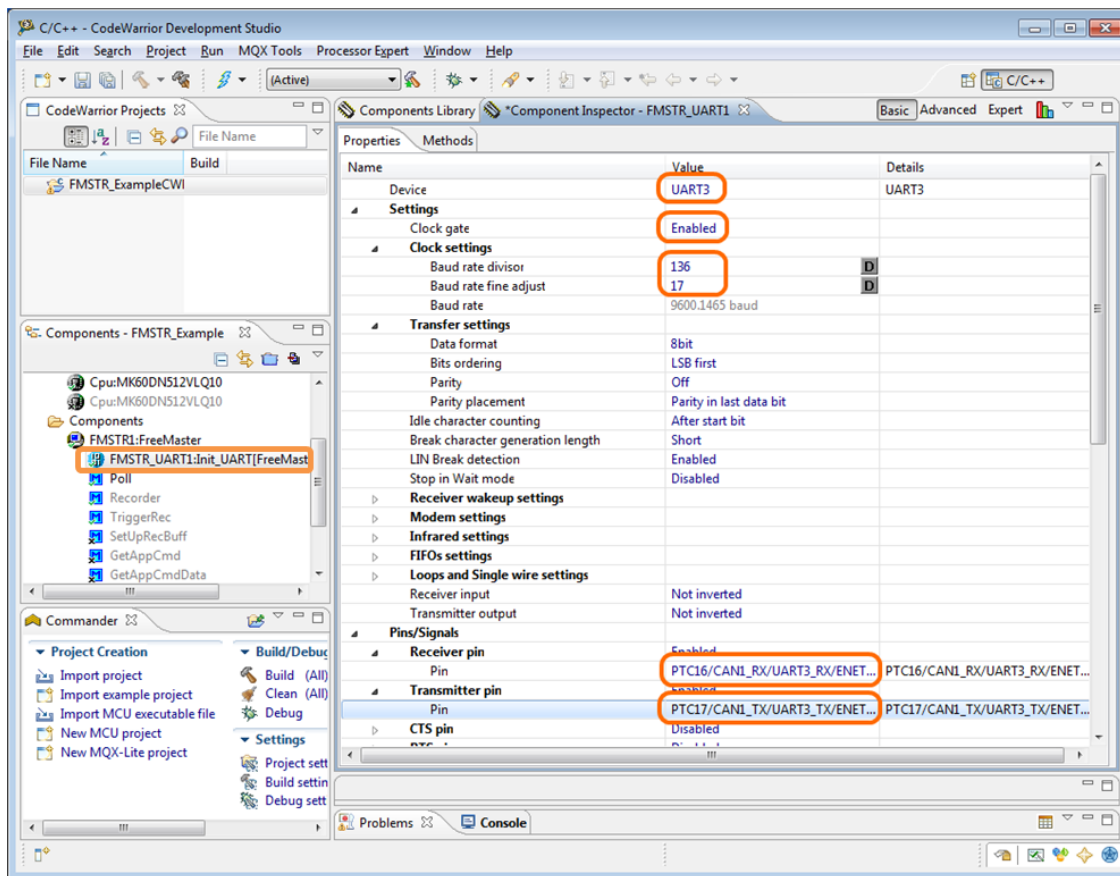 C/C++ - CodeWarrior Development Studio
File Edit Search Project Run MQX Tools Processor Expert Window Help
(Active) C/C++
CodeWarrior Projects
File Name
File Name Build
FMSTR_ExampleCWI
Components - FMSTR_Example
Cpu:MK60DN512VLQ10
Cpu:MK60DN512VLQ10
Components
FMSTR1:FreeMaster
FMSTR_UART1:Init_UART[FreeMast
Poll
Recorder
TriggerRec
SetUpRecBuff
GetAppCmd
GetAppCmdData
Commander
Project Creation
Import project
Import example project
Import MCU executable file
New MCU project
New MQX-Lite project
Build/Debug
Build (All)
Clean (All)
Debug
Settings
Project sett
Build settin
Debug sett
Components Library *Component Inspector - FMSTR_UART1 Basic Advanced Expert
Properties Methods
Name Value Details
Device UART3 UART3
Settings
Clock gate Enabled
Clock settings
Baud rate divisor 136 D
Baud rate fine adjust 17 D
Baud rate 9600.1465 baud
Transfer settings
Data format 8bit
Bits ordering LSB first
Parity Off
Parity placement Parity in last data bit
Idle character counting After start bit
Break character generation length Short
LIN Break detection Enabled
Stop in Wait mode Disabled
Receiver wakeup settings
Modem settings
Infrared settings
FIFOs settings
Loops and Single wire settings
Receiver input Not inverted
Transmitter output Not inverted
Pins/Signals
Receiver pin Enabled
Pin PTC16/CAN1_RX/UART3_RX/ENET... PTC16/CAN1_RX/UART3_RX/ENET...
Transmitter pin Enabled
Pin PTC17/CAN1_TX/UART3_TX/ENET... PTC17/CAN1_TX/UART3_TX/ENET...
CTS pin Disabled
Problems Console